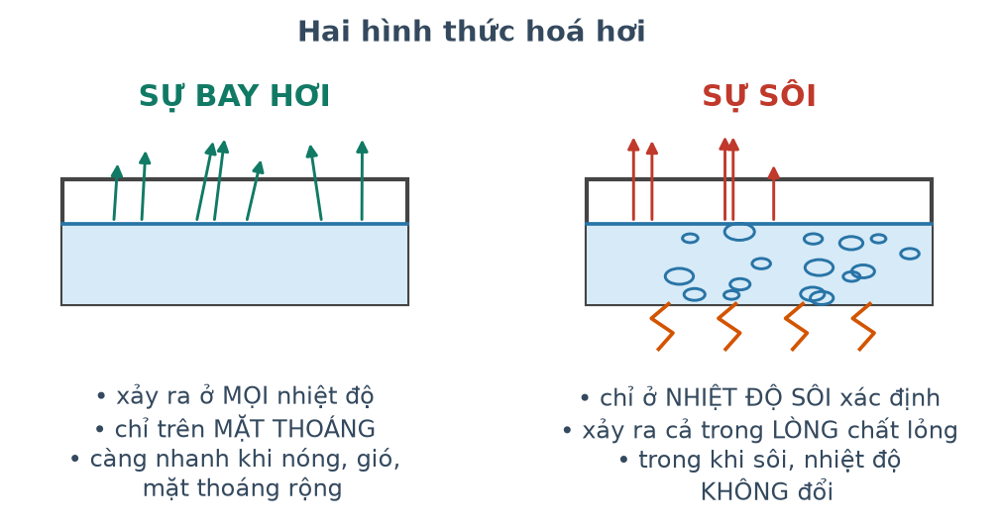 Hai hình thức hoá hơi
SỰ BAY HƠI
• xảy ra ở MỌI nhiệt độ
• chỉ trên MẶT THOÁNG
• càng nhanh khi nóng, gió,
mặt thoáng rộng
SỰ SÔI
• chỉ ở NHIỆT ĐỘ SÔI xác định
• xảy ra cả trong LÒNG chất lỏng
• trong khi sôi, nhiệt độ
KHÔNG đổi